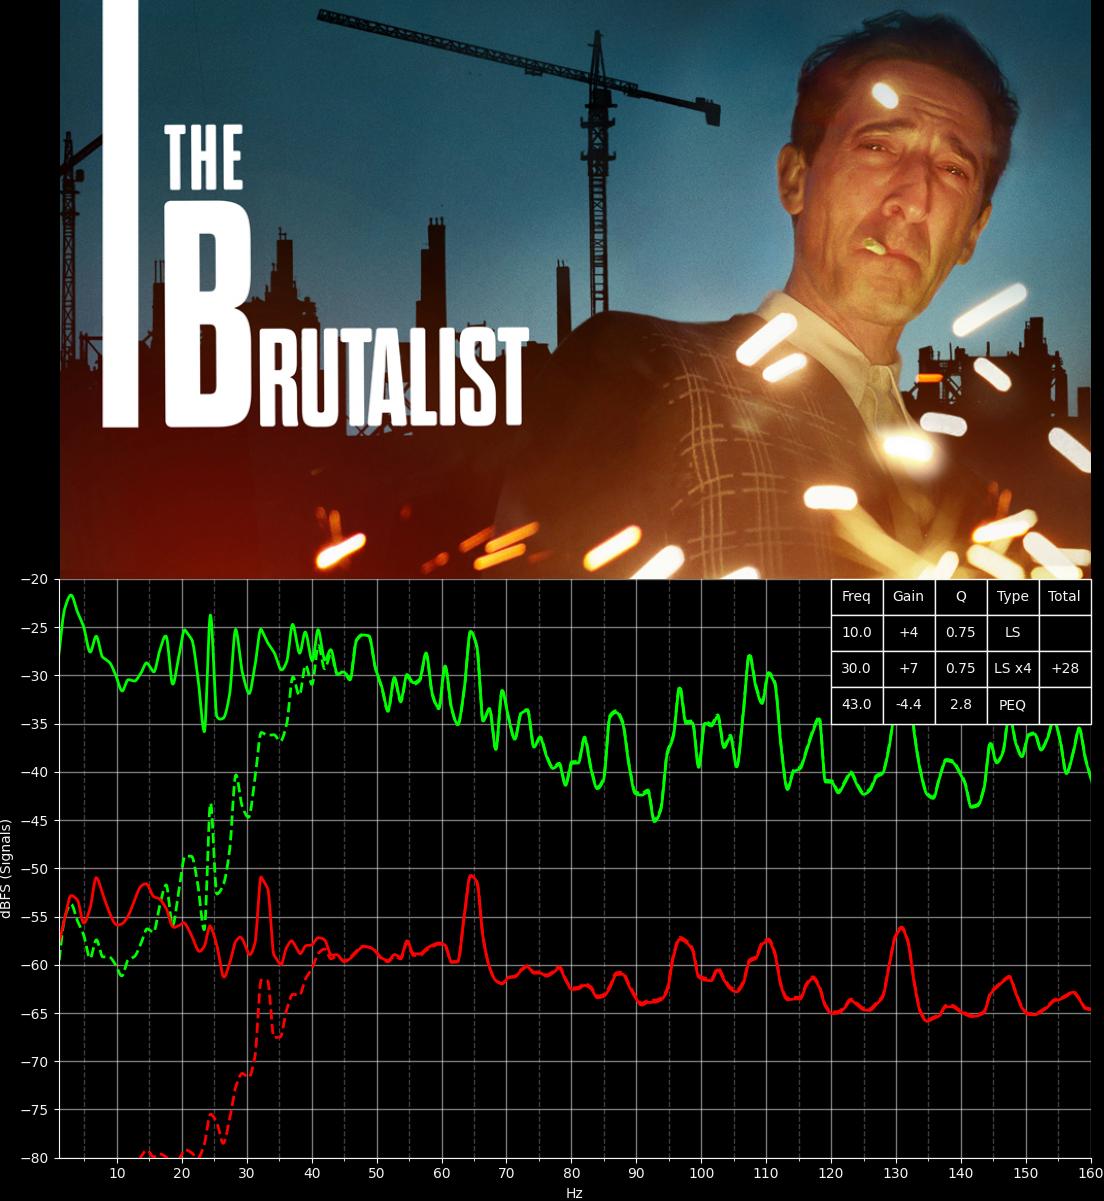 THE
BRUTALIST
Freq Gain Q Type Total
10.0 +4 0.75 LS
30.0 +7 0.75 LS x4 +28
43.0 -4.4 2.8 PEQ
−20
−25
−30
−35
−40
−45
−50
−55
−60
−65
−70
−75
−80
dBFS (Signals)
10 20 30 40 50 60 70 80 90 100 110 120 130 140 150 160
Hz